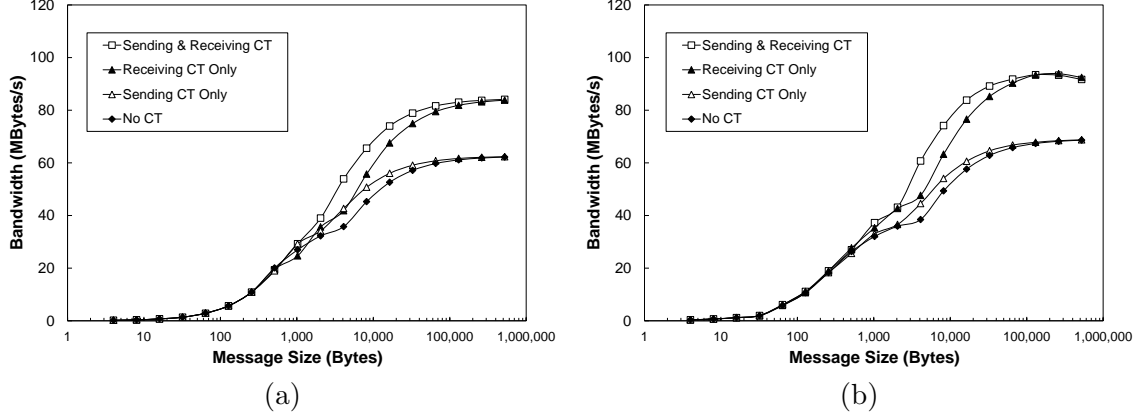 120
100
80
60
40
20
0
Bandwidth (MBytes/s)
Sending & Receiving CT
Receiving CT Only
Sending CT Only
No CT
1 10 100 1,000 10,000 100,000 1,000,000
Message Size (Bytes)
(a)
120
100
80
60
40
20
0
Bandwidth (MBytes/s)
Sending & Receiving CT
Receiving CT Only
Sending CT Only
No CT
1 10 100 1,000 10,000 100,000 1,000,000
Message Size (Bytes)
(b)